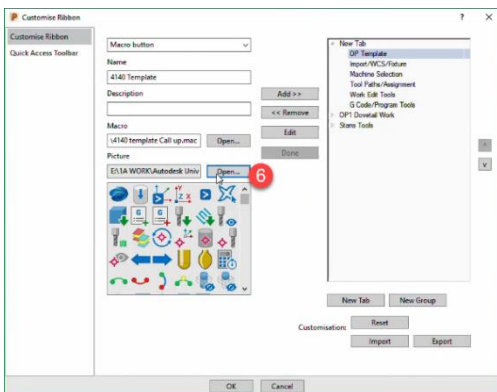 Customise Ribbon
Customise Ribbon
Quick Access Toolbar
Macro button
Name
4140 Template
Description
Macro
\4140 template Call up.mac
Open...
Picture
E:\1A WORK\Autodesk Univ
Open...
6
Add >>
<< Remove
Edit
Done
New Tab
OP Template
Import/WCS/Fixture
Machine Selection
Tool Paths/Assignment
Work Edit Tools
G Code/Program Tools
OP1 Dovetail Work
Stans Tools
New Tab
New Group
Customisation:
Reset
Import
Export
OK
Cancel